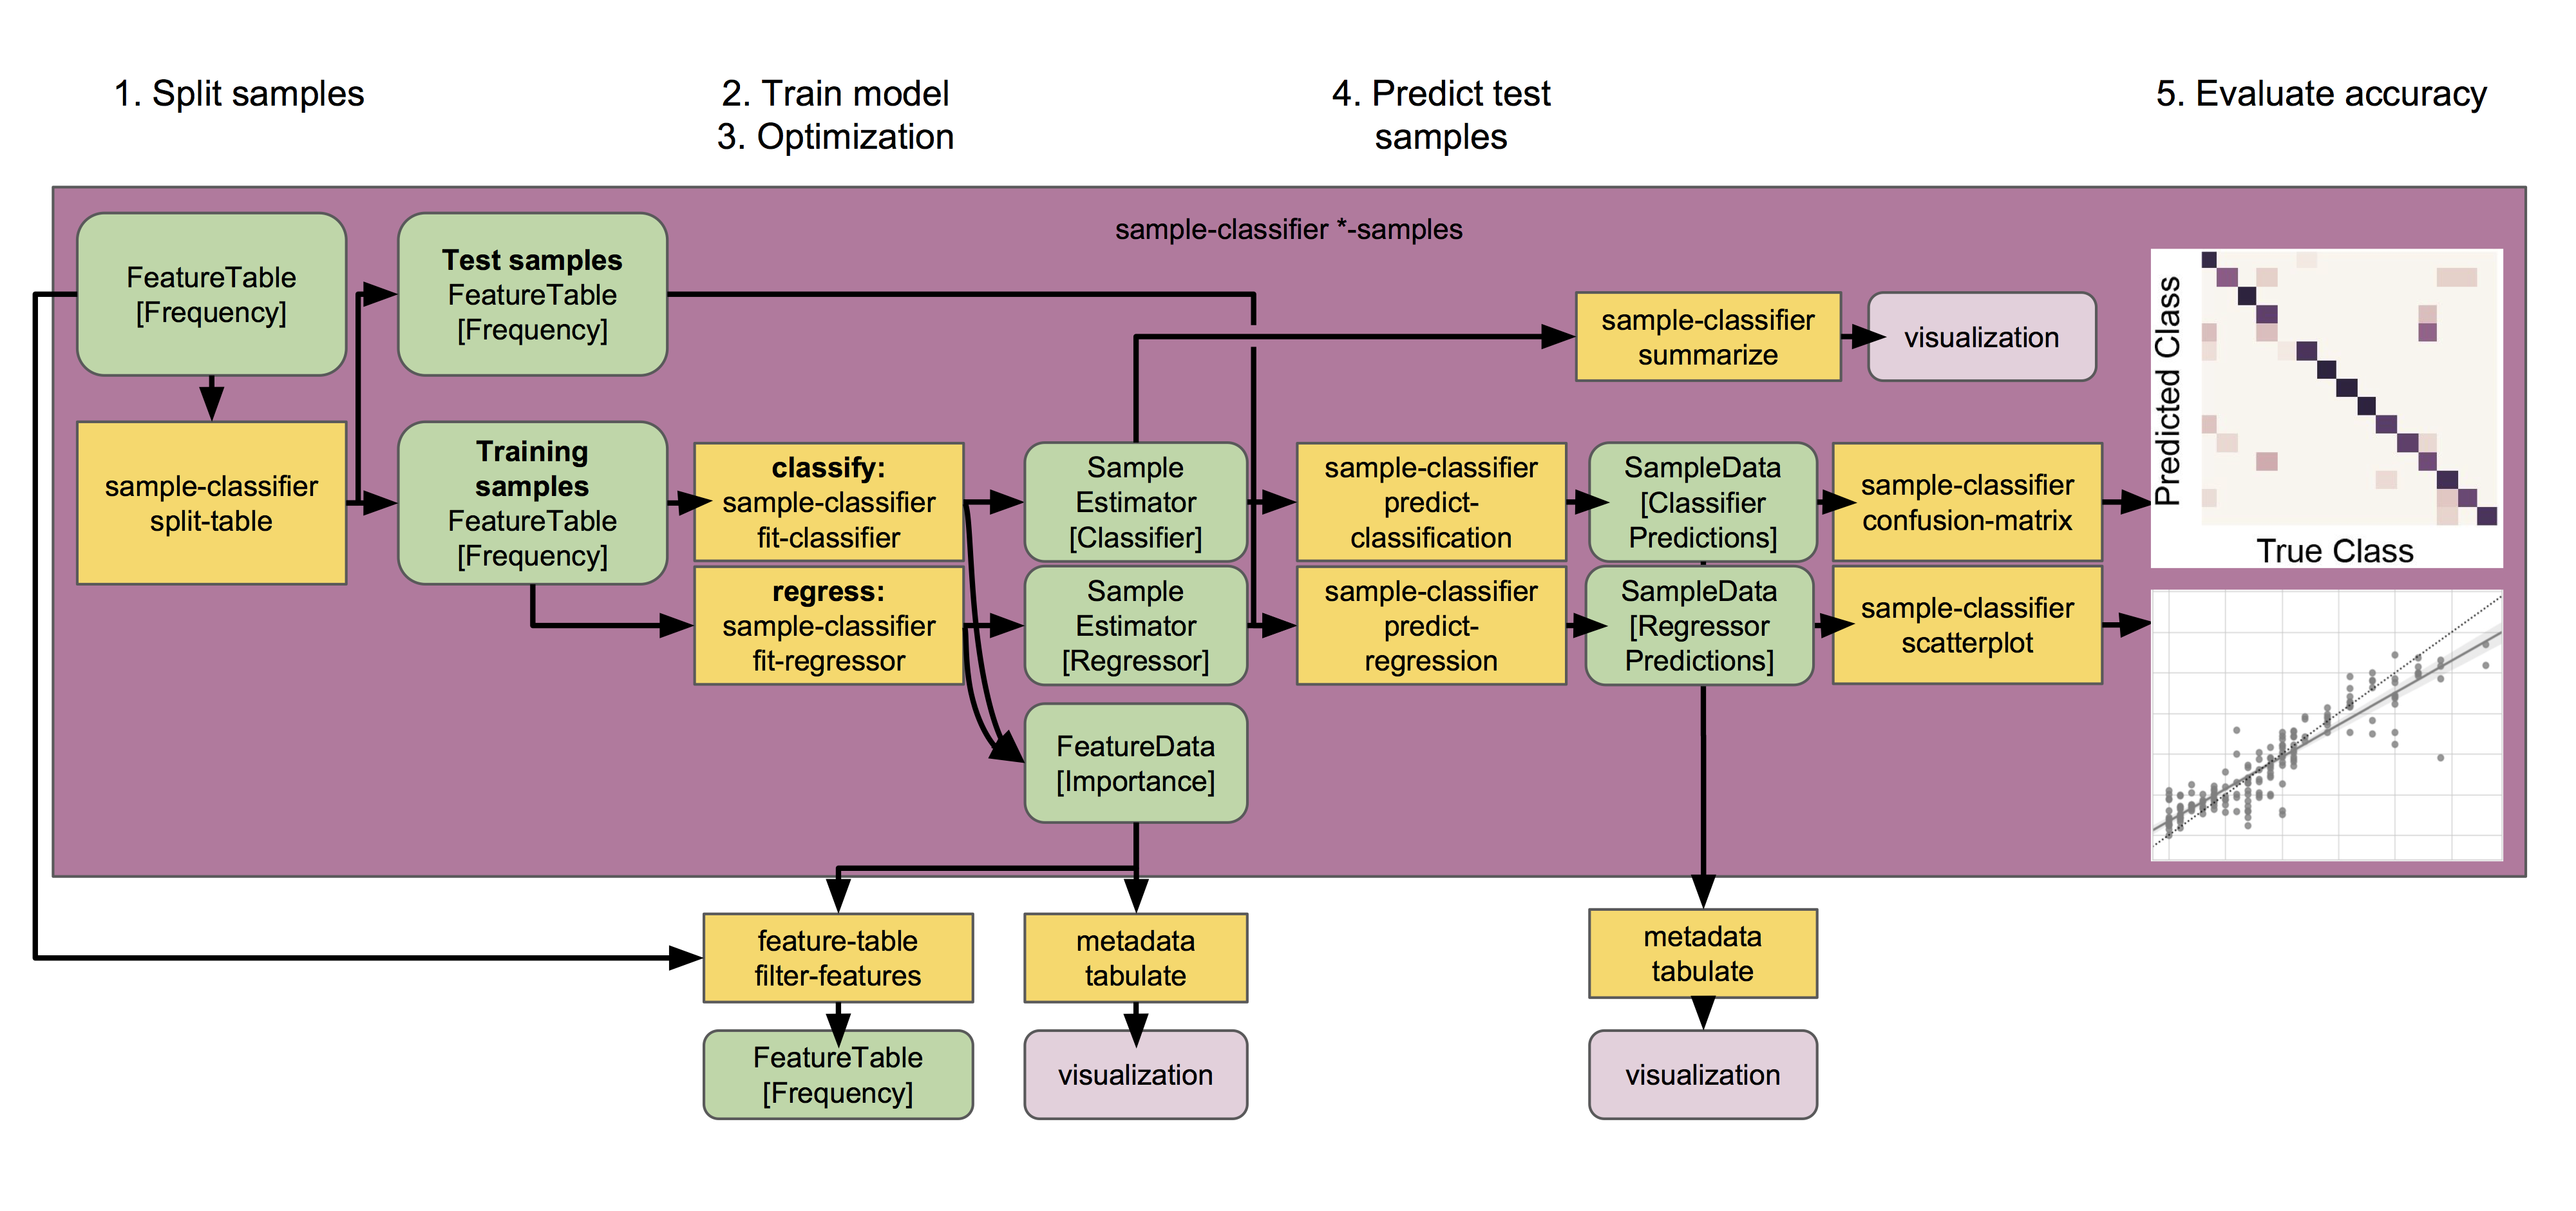 1. Split samples
2. Train model
3. Optimization
4. Predict test
samples
5. Evaluate accuracy
sample-classifier *-samples
FeatureTable
[Frequency]
Test samples
FeatureTable
[Frequency]
sample-classifier
summarize
visualization
sample-classifier
split-table
Training
samples
FeatureTable
[Frequency]
classify:
sample-classifier
fit-classifier
Sample
Estimator
[Classifier]
sample-classifier
predict-
classification
SampleData
[Classifier
Predictions]
sample-classifier
confusion-matrix
Predicted Class
True Class
regress:
sample-classifier
fit-regressor
Sample
Estimator
[Regressor]
sample-classifier
predict-
regression
SampleData
[Regressor
Predictions]
sample-classifier
scatterplot
FeatureData
[Importance]
feature-table
filter-features
metadata
tabulate
metadata
tabulate
FeatureTable
[Frequency]
visualization
visualization